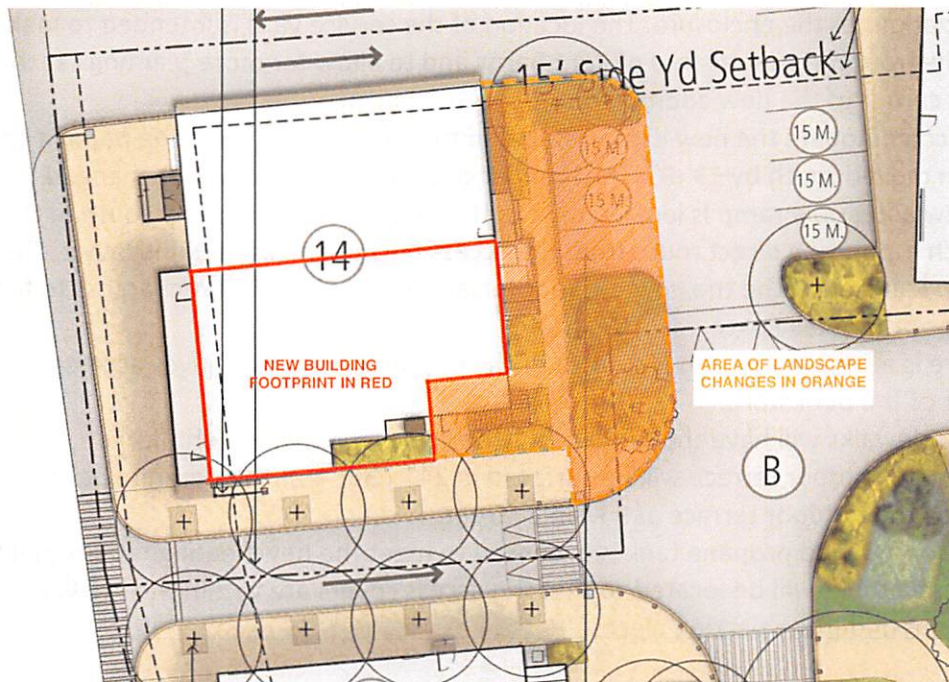 15' Side Yd Setback
15 M.
15 M.
15 M.
15 M
15 M
14
NEW BUILDING
FOOTPRINT IN RED
AREA OF LANDSCAPE
CHANGES IN ORANGE
B